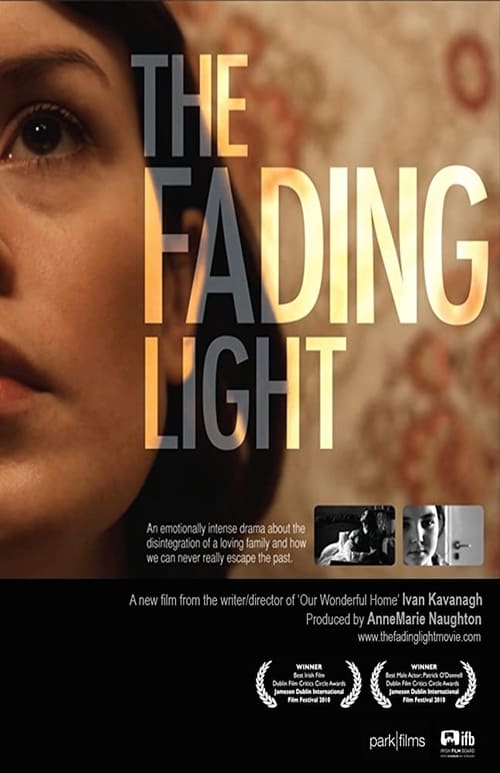 THE
FADING
LIGHT
An emotionally intense drama about the
disintegration of a loving family and how
we can never really escape the past.
A new film from the writer/director of 'Our Wonderful Home' Ivan Kavanagh
Produced by AnneMarie Naughton
www.thefadinglightmovie.com
WINNER
Best Irish Film
Dublin Film Critics Circle Awards
Jameson Dublin International
Film Festival 2010
WINNER
Best Male Actor: Patrick O'Donnell
Dublin Film Critics Circle Awards
Jameson Dublin International
Film Festival 2010
park|films
ifb
IRISH FILM BOARD